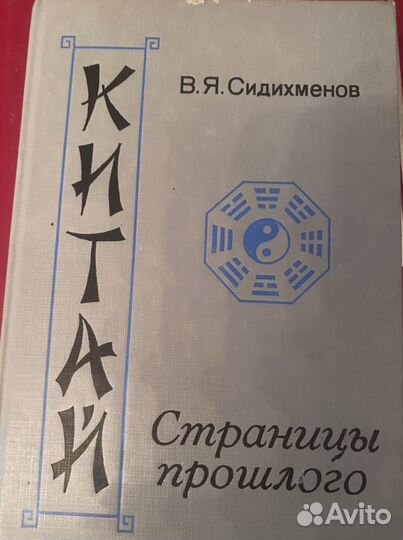 КИТАЙ
В.Я.Сидихменов
Страницы
прошлого
Avito